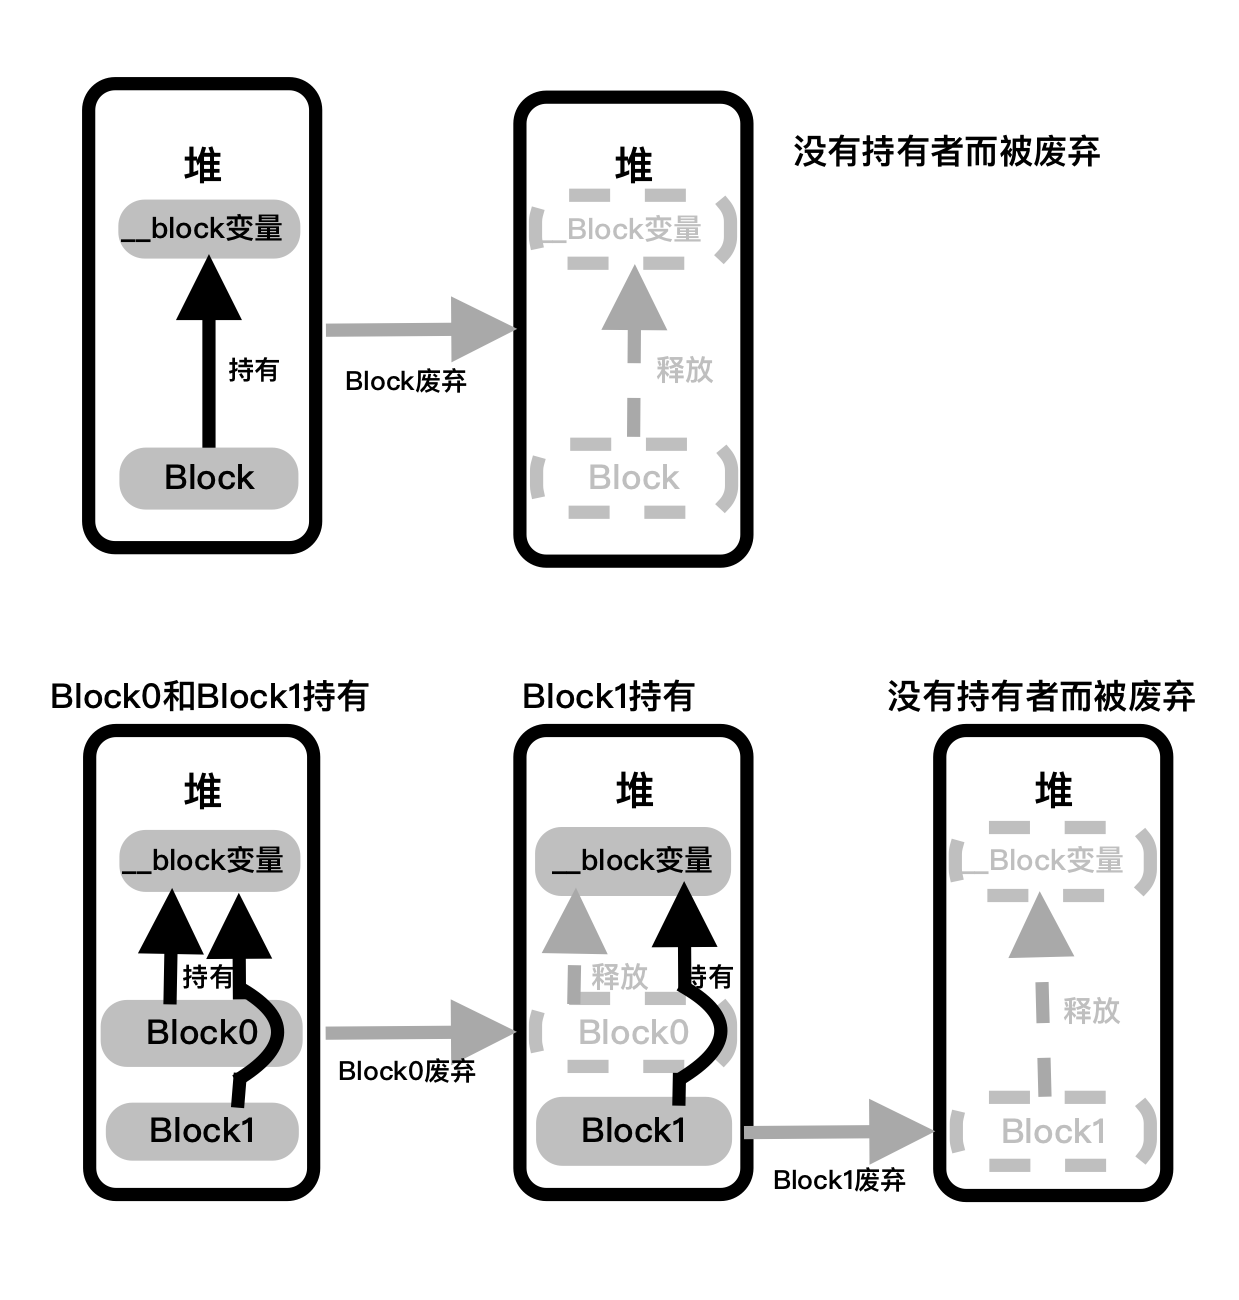 堆
__block变量
持有
Block
Block废弃
堆
__Block变量
释放
Block
没有持有者而被废弃
Block0和Block1持有
堆
__block变量
持有
Block0
Block1
Block0废弃
Block1持有
堆
__block变量
释放
持有
Block0
Block1
Block1废弃
没有持有者而被废弃
堆
__Block变量
释放
Block1